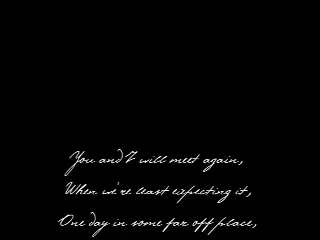 You and I will meet again,
When we're least expecting it,
One day in some far off place,